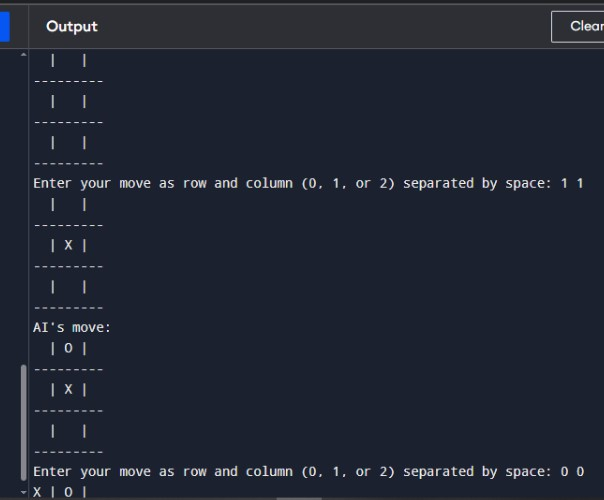 Output
Clear
|   |
---------
|   |
---------
|   |
---------
Enter your move as row and column (0, 1, or 2) separated by space: 1 1
|   |
---------
| X |
---------
|   |
---------
AI's move:
| O |
---------
| X |
---------
|   |
---------
Enter your move as row and column (0, 1, or 2) separated by space: 0 0
X | O |